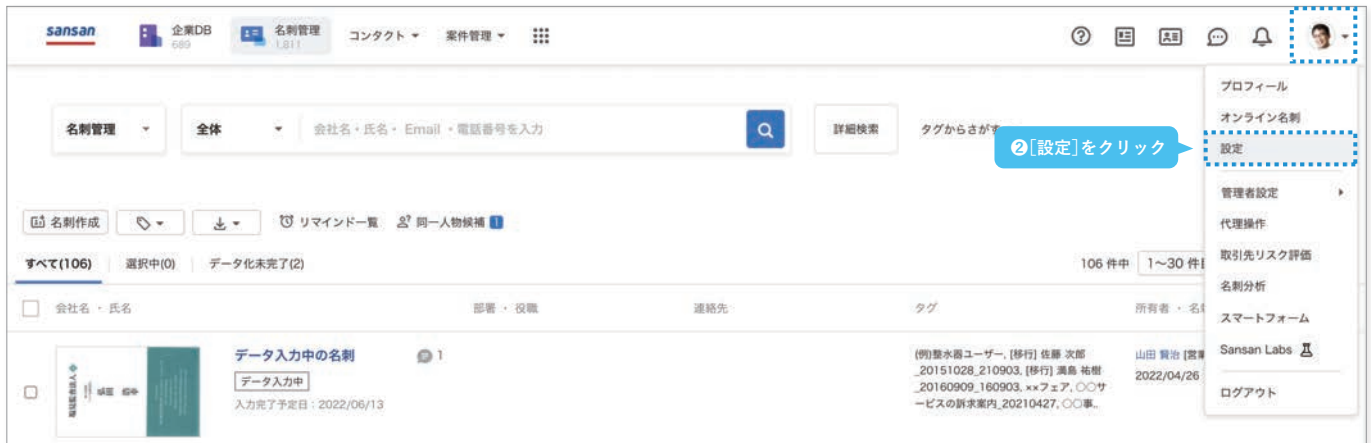 sansan
企業DB
689
名刺管理
1,811
コンタクト
案件管理
プロフィール
オンライン名刺
設定
管理者設定
代理操作
取引先リスク評価
名刺分析
スマートフォーム
Sansan Labs
ログアウト
名刺管理
全体
会社名・氏名・ Email ・電話番号を入力
詳細検索
タグからさがす
❷[設定]をクリック
名刺作成
リマインド一覧
同一人物候補 1
すべて(106)
選択中(0)
データ化未完了(2)
106 件中
1〜30 件目
会社名 ・ 氏名
部署 ・ 役職
連絡先
タグ
所有者 ・ 名
データ入力中の名刺
1
データ入力中
入力完了予定日：2022/06/13
(例)整水器ユーザー, [移行] 佐藤 次郎
_20151028_210903, [移行] 満島 祐樹
_20160909_160903, ××フェア, 〇〇サ
ービスの訴求案内_20210427, 〇〇事..
山田 賢治 [営業
2022/04/26